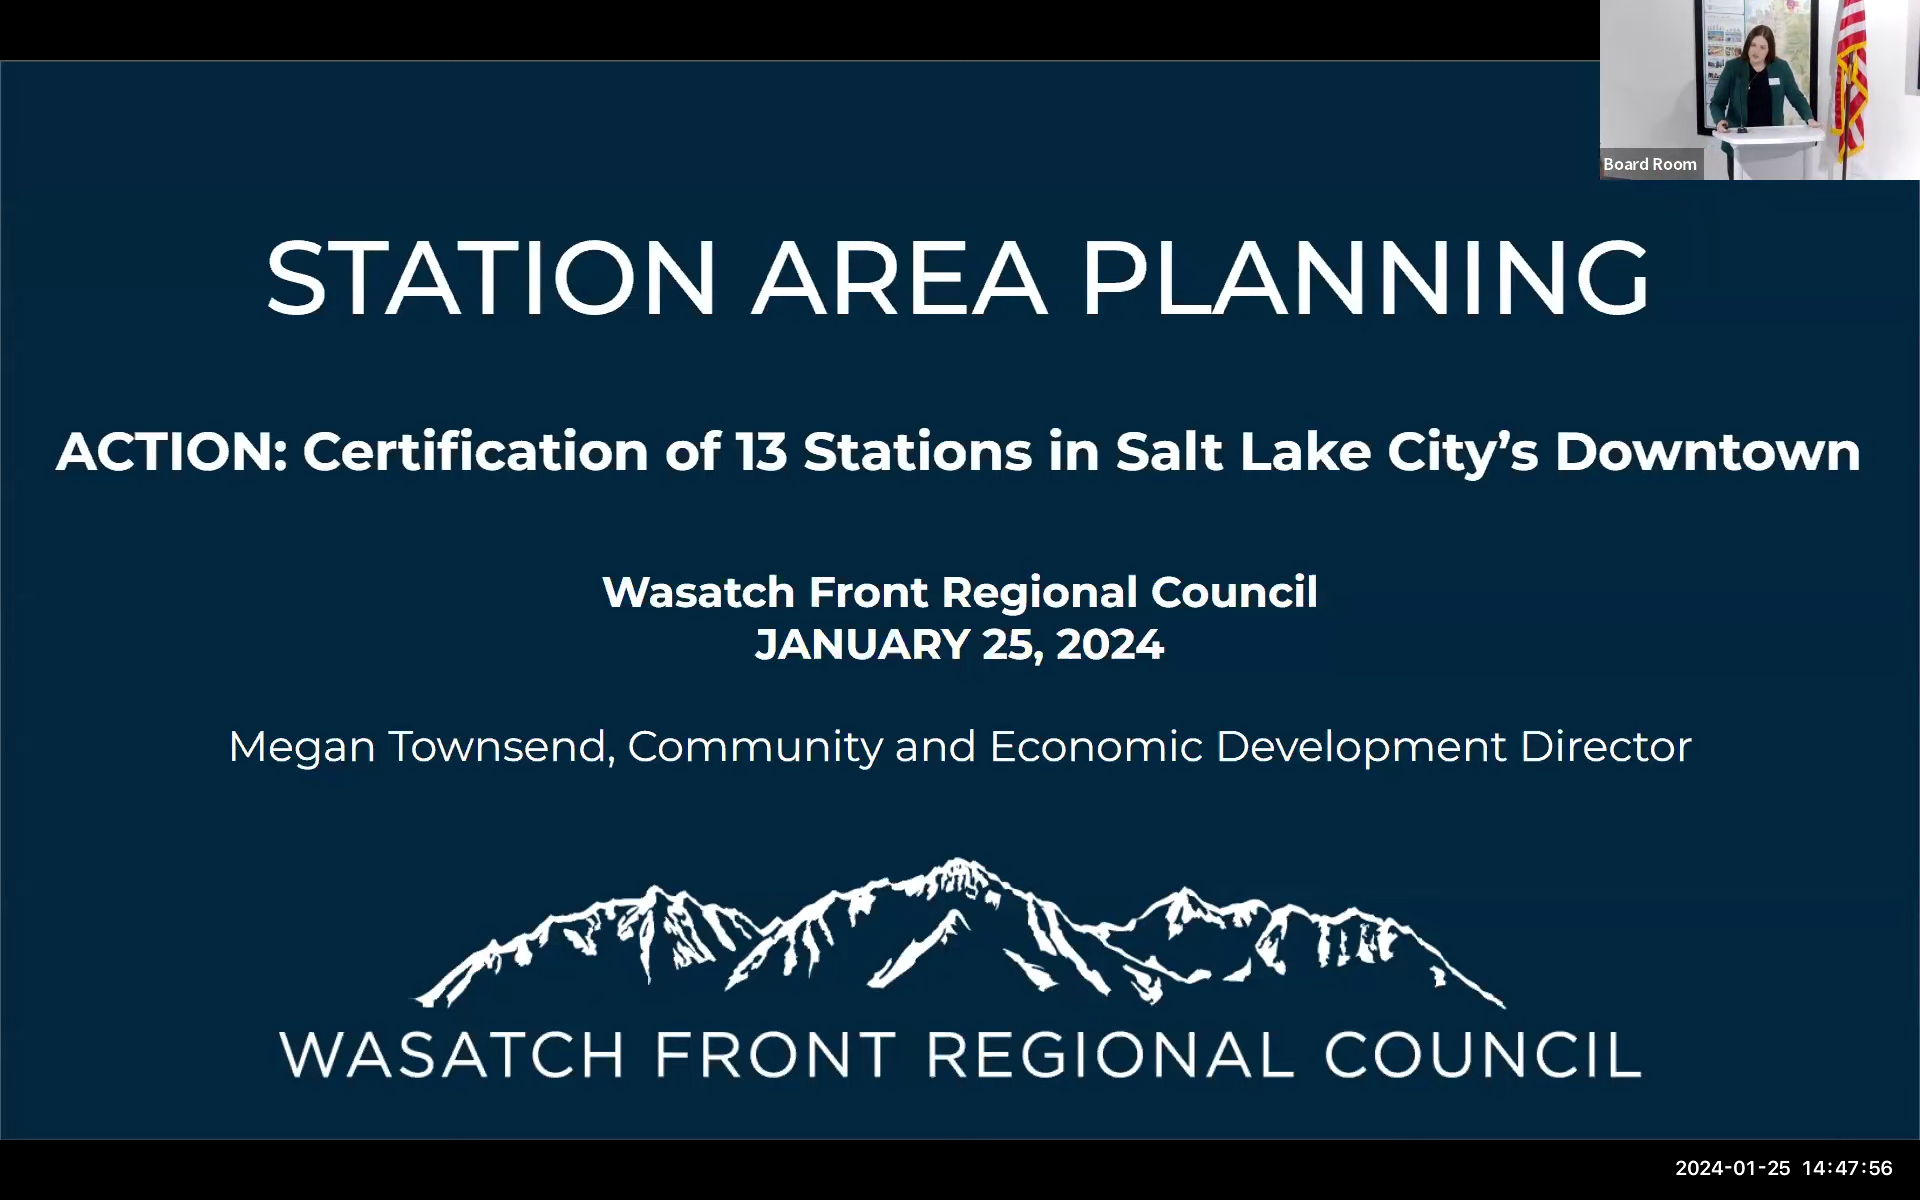 Board Room
STATION AREA PLANNING
ACTION: Certification of 13 Stations in Salt Lake City’s Downtown
Wasatch Front Regional Council
JANUARY 25, 2024
Megan Townsend, Community and Economic Development Director
WASATCH FRONT REGIONAL COUNCIL
2024-01-25 14:47:56